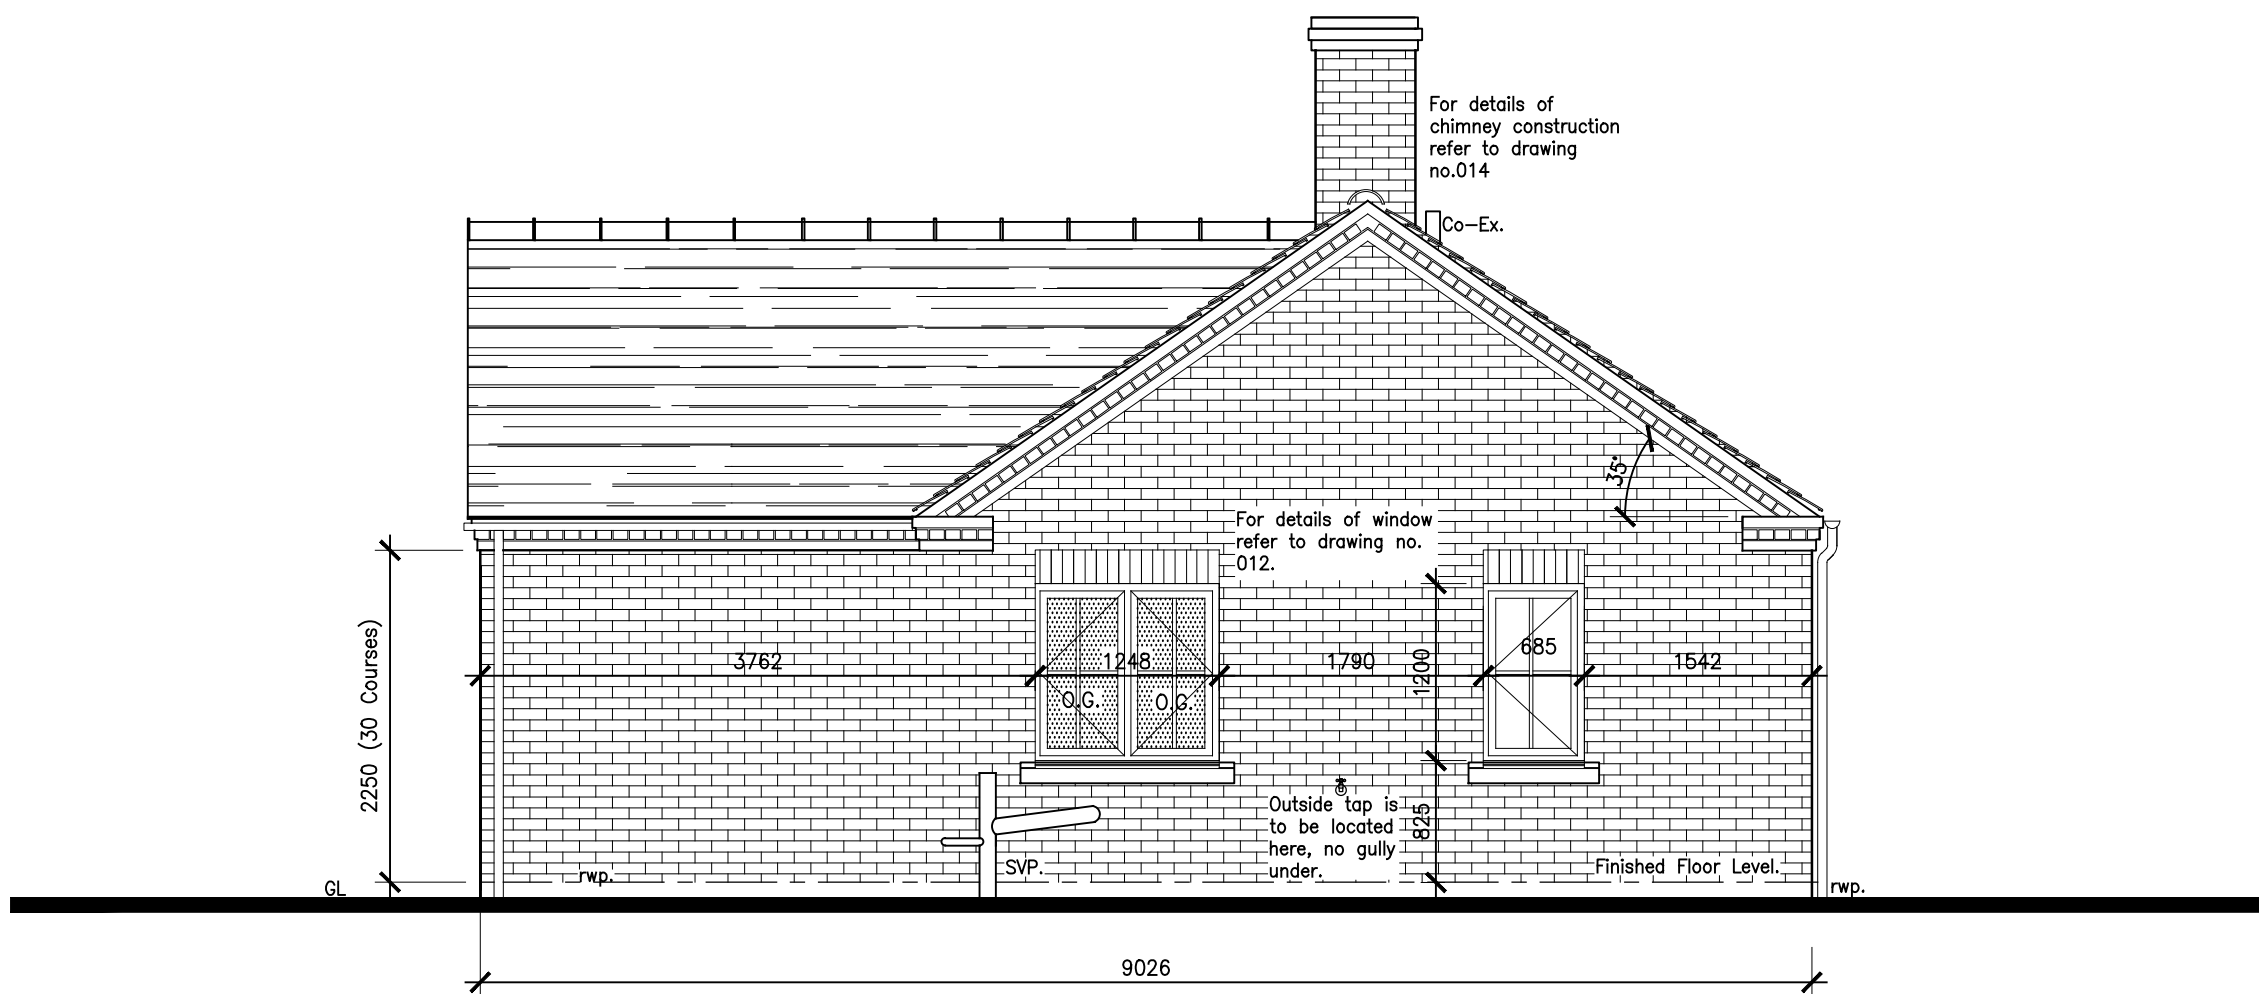 For details of
chimney construction
refer to drawing
no.014
Co-Ex.
35°
For details of window
refer to drawing no.
012.
2250 (30 Courses)
3762
1248
1790
1200
685
1542
O.G.
O.G.
Outside tap is
to be located
here, no gully
under.
825
SVP.
Finished Floor Level.
rwp.
GL
rwp.
9026